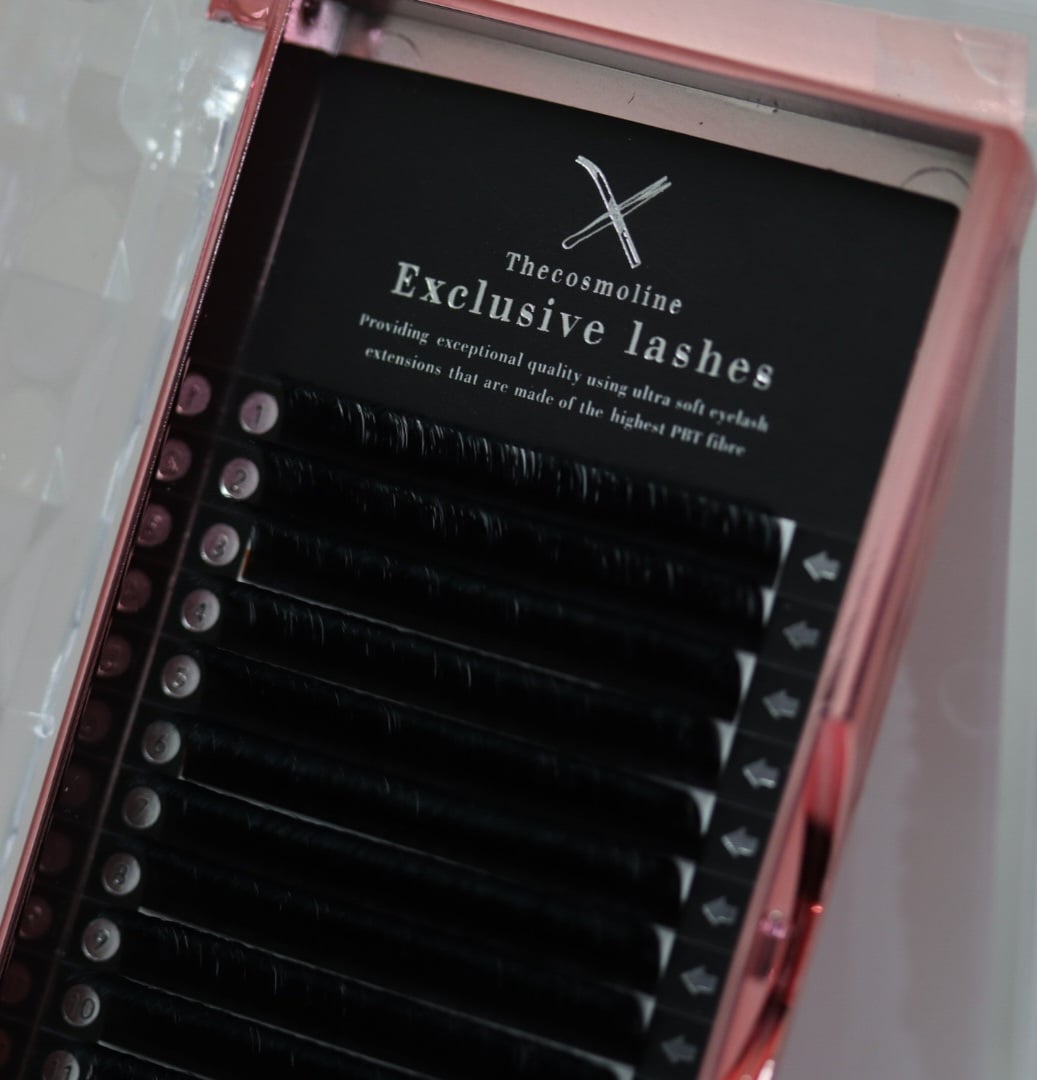 Thecosmoline
Exclusive lashes
Providing exceptional quality using ultra soft eyelash
extensions that are made of the highest PBT fibre
1
2
3
4
5
6
7
8
9
10
11